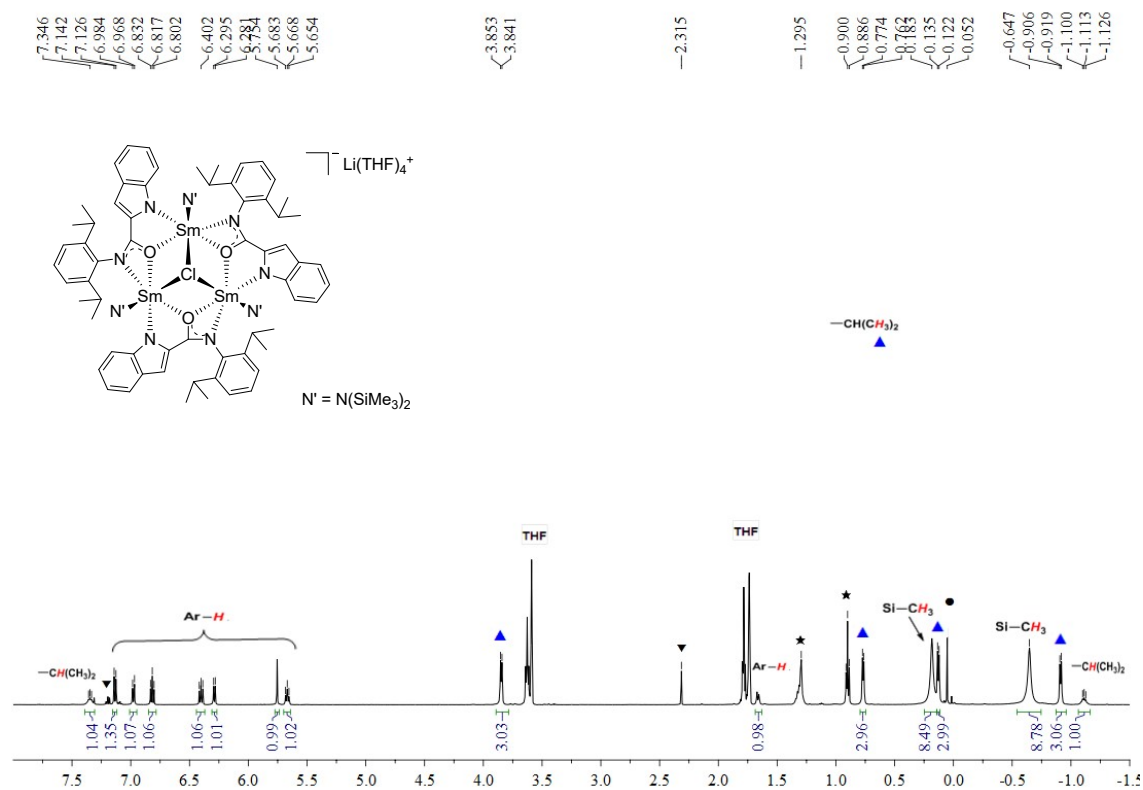 7.346
7.142
7.126
6.984
6.968
6.832
6.817
6.802
6.402
6.295
6.281
5.754
5.683
5.668
5.654
3.853
3.841
2.315
1.295
0.900
0.886
0.774
0.762
0.183
0.135
0.122
0.052
-0.647
-0.906
-0.919
-1.100
-1.113
-1.126
Li(THF)4+
N'
N
Sm
N
O
O
N
Cl
N
Sm
Sm
N'
N'
O
N
N
N' = N(SiMe3)2
—CH(CH3)2
THF
THF
Ar—H
Si—CH3
Si—CH3
Ar—H
—CH(CH3)2
—CH(CH3)2
1.04
1.35
1.07
1.06
1.06
1.01
0.99
1.02
3.03
0.98
2.96
8.49
2.99
8.78
3.06
1.00
7.5 7.0 6.5 6.0 5.5 5.0 4.5 4.0 3.5 3.0 2.5 2.0 1.5 1.0 0.5 0.0 -0.5 -1.0 -1.5